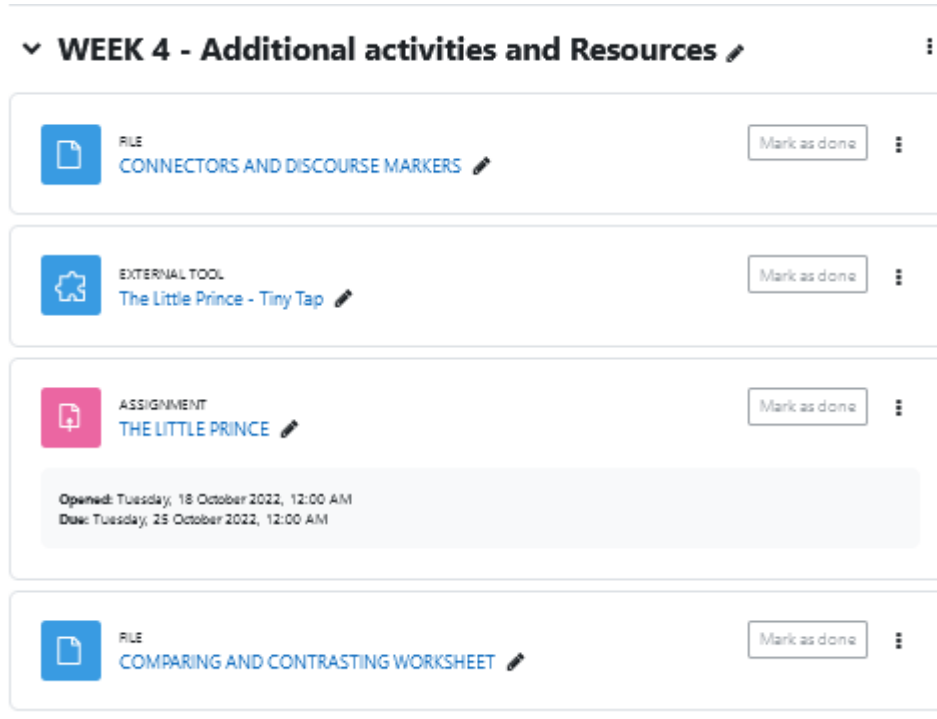 WEEK 4 - Additional activities and Resources
FILE
CONNECTORS AND DISCOURSE MARKERS
Mark as done
EXTERNAL TOOL
The Little Prince - Tiny Tap
Mark as done
ASSIGNMENT
THE LITTLE PRINCE
Mark as done
Opened: Tuesday, 18 October 2022, 12:00 AM
Due: Tuesday, 25 October 2022, 12:00 AM
FILE
COMPARING AND CONTRASTING WORKSHEET
Mark as done